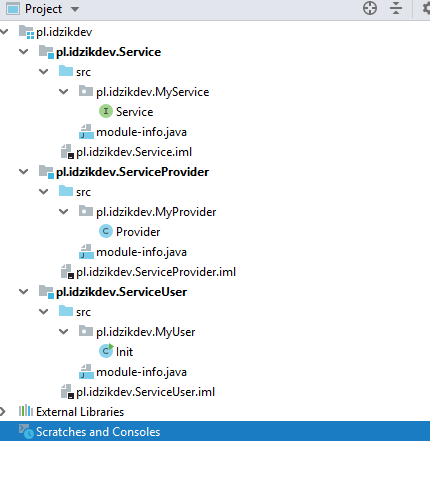 Project
pl.idzikdev
pl.idzikdev.Service
src
pl.idzikdev.MyService
Service
module-info.java
pl.idzikdev.Service.iml
pl.idzikdev.ServiceProvider
src
pl.idzikdev.MyProvider
Provider
module-info.java
pl.idzikdev.ServiceProvider.iml
pl.idzikdev.ServiceUser
src
pl.idzikdev.MyUser
Init
module-info.java
pl.idzikdev.ServiceUser.iml
External Libraries
Scratches and Consoles